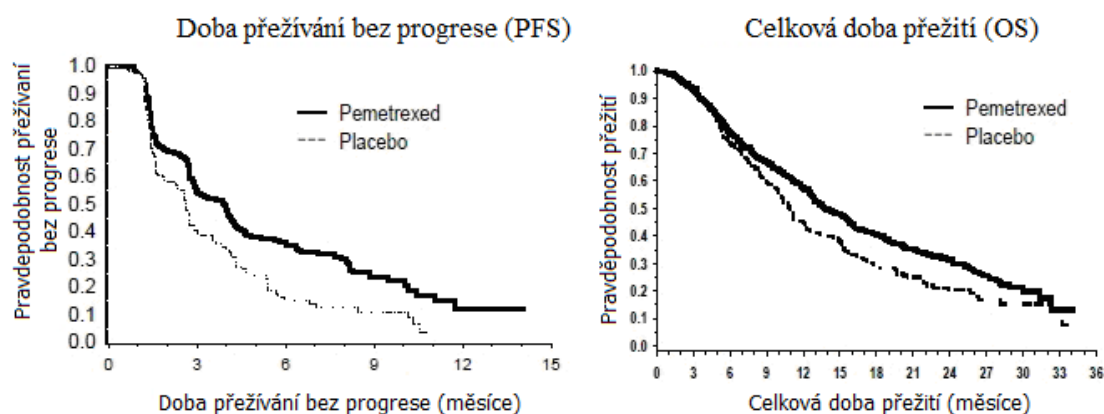 Doba přežívání bez progrese (PFS)
Pravdepodobnost přežívaní
bez progrese
1.0
0.9
0.8
0.7
0.6
0.5
0.4
0.3
0.2
0.1
0.0
Pemetrexed
Placebo
0 3 6 9 12 15
Doba přežívání bez progrese (měsíce)
Celková doba přežití (OS)
Pravděpodobnost přežití
1.0
0.9
0.8
0.7
0.6
0.5
0.4
0.3
0.2
0.1
0.0
Pemetrexed
Placebo
0 3 6 9 12 15 18 21 24 27 30 33 36
Celková doba přežití (měsíce)